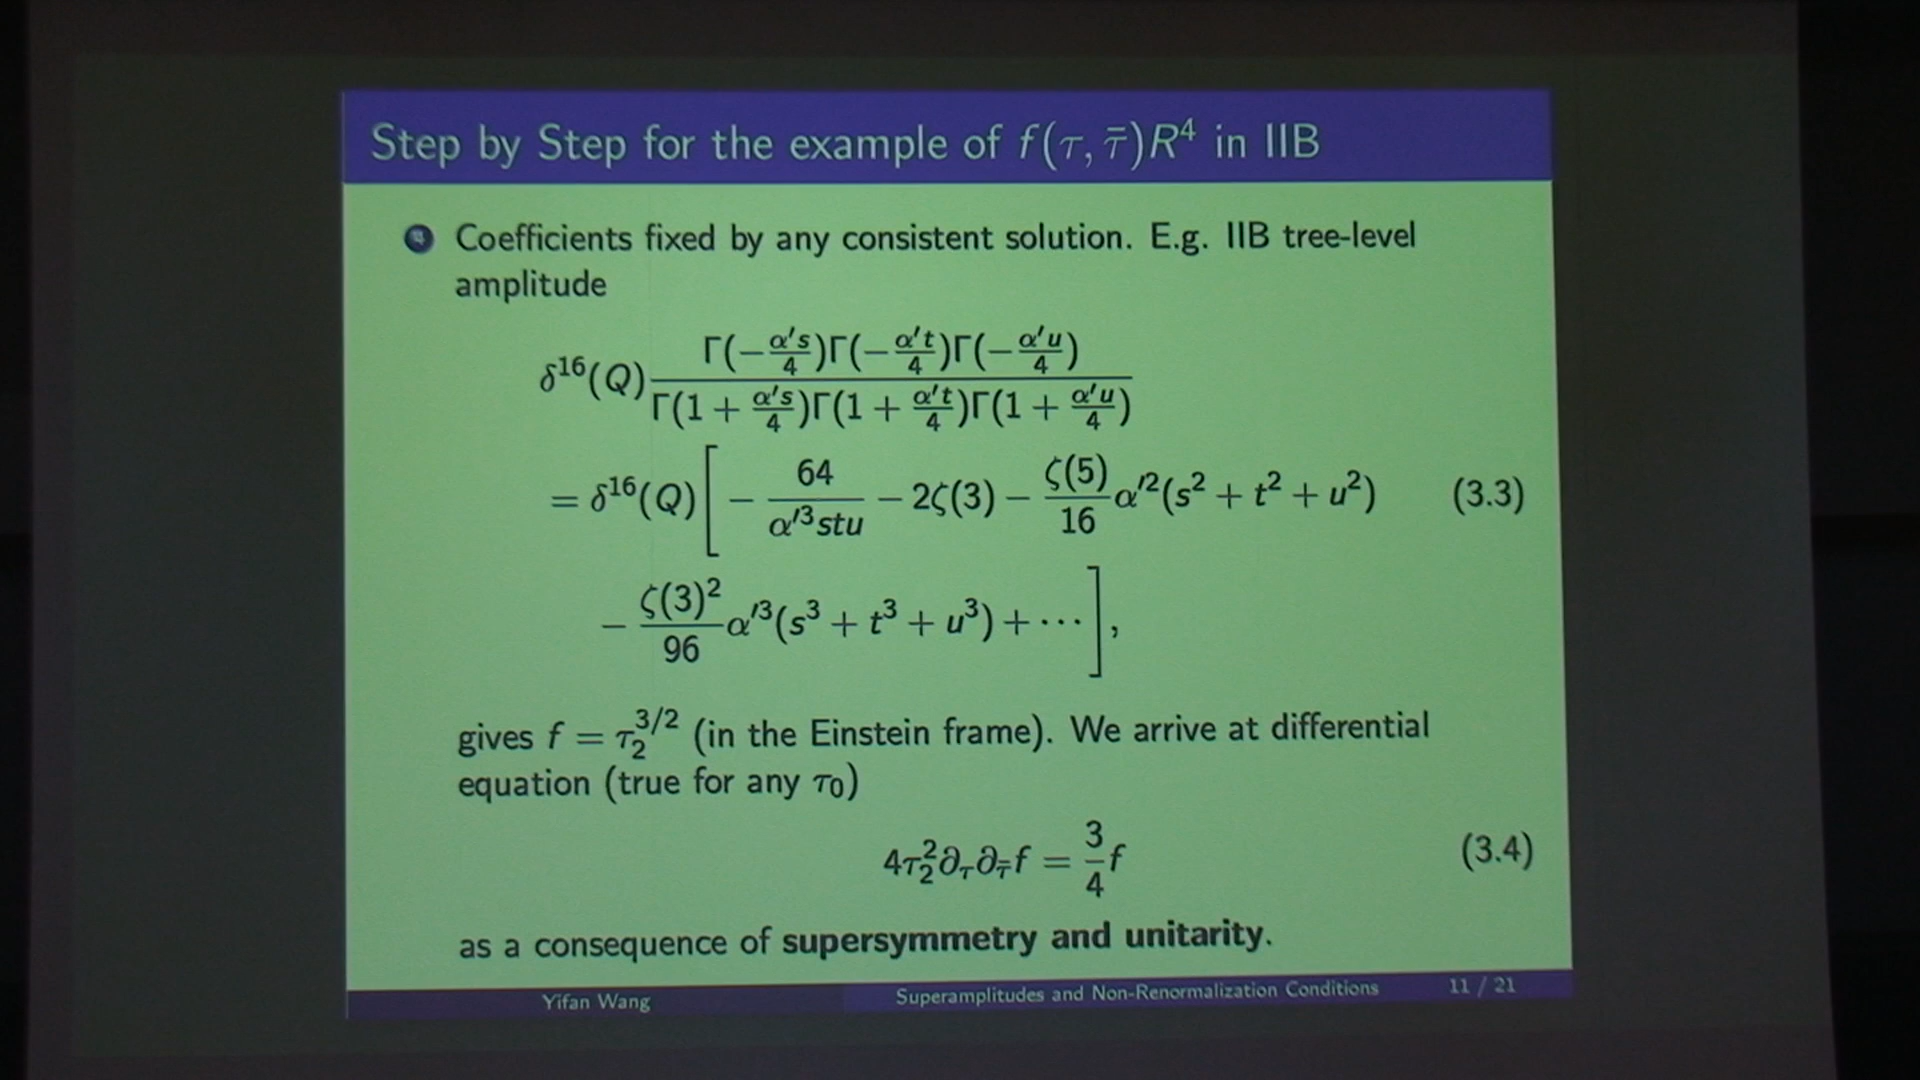 Step by Step for the example of f(τ, τ̄)R⁴ in IIB
4 Coefficients fixed by any consistent solution. E.g. IIB tree-level
amplitude
δ¹⁶(Q) Γ(−α′s/4)Γ(−α′t/4)Γ(−α′u/4) / Γ(1 + α′s/4)Γ(1 + α′t/4)Γ(1 + α′u/4)
= δ¹⁶(Q)[ − 64/α′³stu − 2ζ(3) − ζ(5)/16 α′²(s² + t² + u²) (3.3)
− ζ(3)²/96 α′³(s³ + t³ + u³) + ⋯ ],
gives f = τ₂^{3/2} (in the Einstein frame). We arrive at differential
equation (true for any τ₀)
4τ₂²∂_τ∂_τ̄ f = 3/4 f (3.4)
as a consequence of supersymmetry and unitarity.
Yifan Wang Superamplitudes and Non-Renormalization Conditions 11 / 21